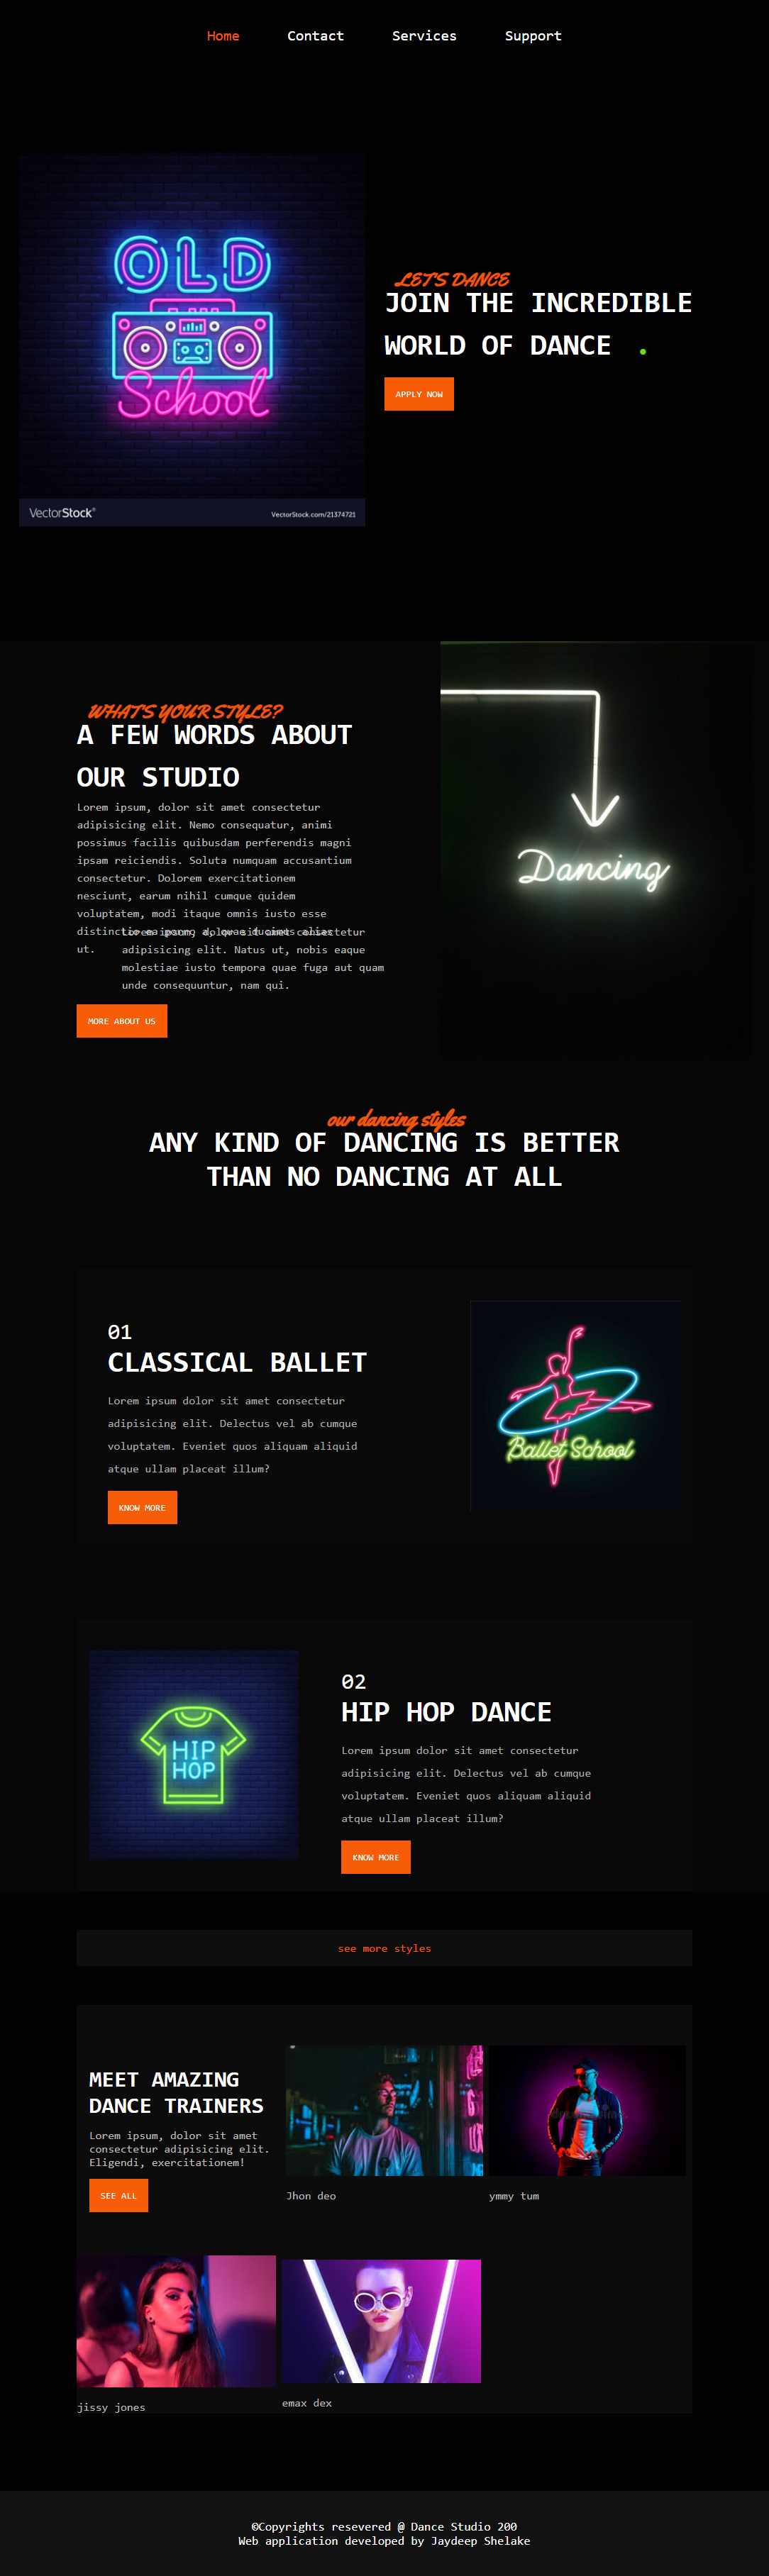 Home Contact Services Support
OLD
School
VectorStock®
VectorStock.com/21374721
LET'S DANCE
JOIN THE INCREDIBLE
WORLD OF DANCE .
APPLY NOW
WHAT'S YOUR STYLE?
A FEW WORDS ABOUT
OUR STUDIO
Lorem ipsum, dolor sit amet consectetur
adipisicing elit. Nemo consequatur, animi
possimus facilis quibusdam perferendis magni
ipsam reiciendis. Soluta numquam accusantium
consectetur. Dolorem exercitationem
nesciunt, earum nihil cumque quidem
voluptatem, modi itaque omnis iusto esse
distinctio
ut.
Lorem ipsum, dolor sit amet consectetur
adipisicing elit. Natus ut, nobis eaque
molestiae iusto tempora quae fuga aut quam
unde consequuntur, nam qui.
MORE ABOUT US
Dancing
our dancing styles
ANY KIND OF DANCING IS BETTER
THAN NO DANCING AT ALL
01
CLASSICAL BALLET
Lorem ipsum dolor sit amet consectetur
adipisicing elit. Delectus vel ab cumque
voluptatem. Eveniet quos aliquam aliquid
atque ullam placeat illum?
KNOW MORE
Ballet School
HIP
HOP
02
HIP HOP DANCE
Lorem ipsum dolor sit amet consectetur
adipisicing elit. Delectus vel ab cumque
voluptatem. Eveniet quos aliquam aliquid
atque ullam placeat illum?
KNOW MORE
see more styles
MEET AMAZING
DANCE TRAINERS
Lorem ipsum, dolor sit amet
consectetur adipisicing elit.
Eligendi, exercitationem!
SEE ALL
Jhon deo
ymmy tum
jissy jones
emax dex
©Copyrights resevered @ Dance Studio 200
Web application developed by Jaydeep Shelake